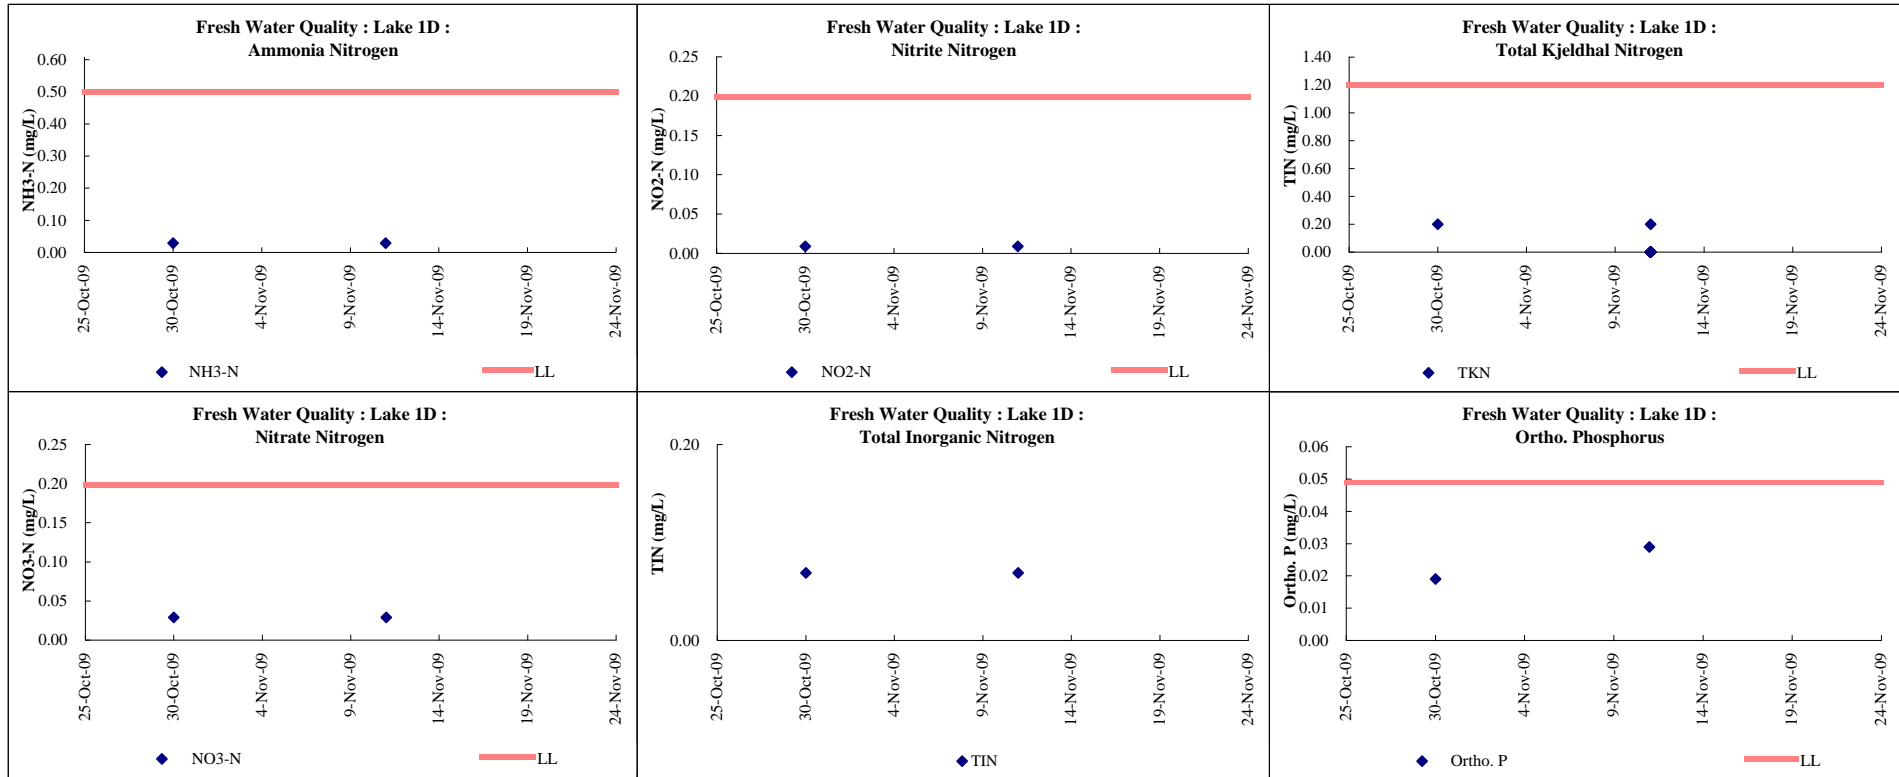 Fresh Water Quality : Lake 1D :
Ammonia Nitrogen
NH3-N (mg/L)
0.60
0.50
0.40
0.30
0.20
0.10
0.00
25-Oct-09
30-Oct-09
4-Nov-09
9-Nov-09
14-Nov-09
19-Nov-09
24-Nov-09
NH3-N
LL
Fresh Water Quality : Lake 1D :
Nitrite Nitrogen
NO2-N (mg/L)
0.25
0.20
0.15
0.10
0.05
0.00
25-Oct-09
30-Oct-09
4-Nov-09
9-Nov-09
14-Nov-09
19-Nov-09
24-Nov-09
NO2-N
LL
Fresh Water Quality : Lake 1D :
Total Kjeldhal Nitrogen
TIN (mg/L)
1.40
1.20
1.00
0.80
0.60
0.40
0.20
0.00
25-Oct-09
30-Oct-09
4-Nov-09
9-Nov-09
14-Nov-09
19-Nov-09
24-Nov-09
TKN
LL
Fresh Water Quality : Lake 1D :
Nitrate Nitrogen
NO3-N (mg/L)
0.25
0.20
0.15
0.10
0.05
0.00
25-Oct-09
30-Oct-09
4-Nov-09
9-Nov-09
14-Nov-09
19-Nov-09
24-Nov-09
NO3-N
LL
Fresh Water Quality : Lake 1D :
Total Inorganic Nitrogen
TIN (mg/L)
0.20
0.00
25-Oct-09
30-Oct-09
4-Nov-09
9-Nov-09
14-Nov-09
19-Nov-09
24-Nov-09
TIN
Fresh Water Quality : Lake 1D :
Ortho. Phosphorus
Ortho. P (mg/L)
0.06
0.05
0.04
0.03
0.02
0.01
0.00
25-Oct-09
30-Oct-09
4-Nov-09
9-Nov-09
14-Nov-09
19-Nov-09
24-Nov-09
Ortho. P
LL